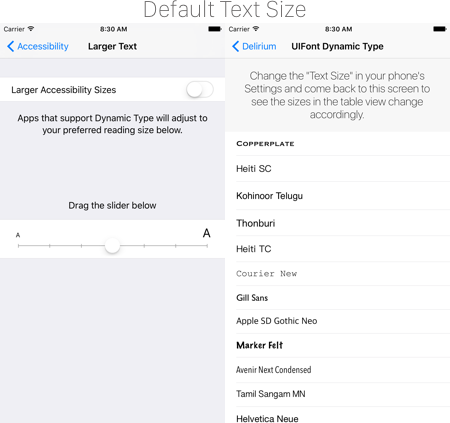 Default Text Size
Carrier 8:30 AM
Accessibility Larger Text
Larger Accessibility Sizes
Apps that support Dynamic Type will adjust to
your preferred reading size below.
Drag the slider below
A A
Carrier 8:30 AM
Delirium UIFont Dynamic Type
Change the "Text Size" in your phone's
Settings and come back to this screen to
see the sizes in the table view change
accordingly.
Copperplate
Heiti SC
Kohinoor Telugu
Thonburi
Heiti TC
Courier New
Gill Sans
Apple SD Gothic Neo
Marker Felt
Avenir Next Condensed
Tamil Sangam MN
Helvetica Neue